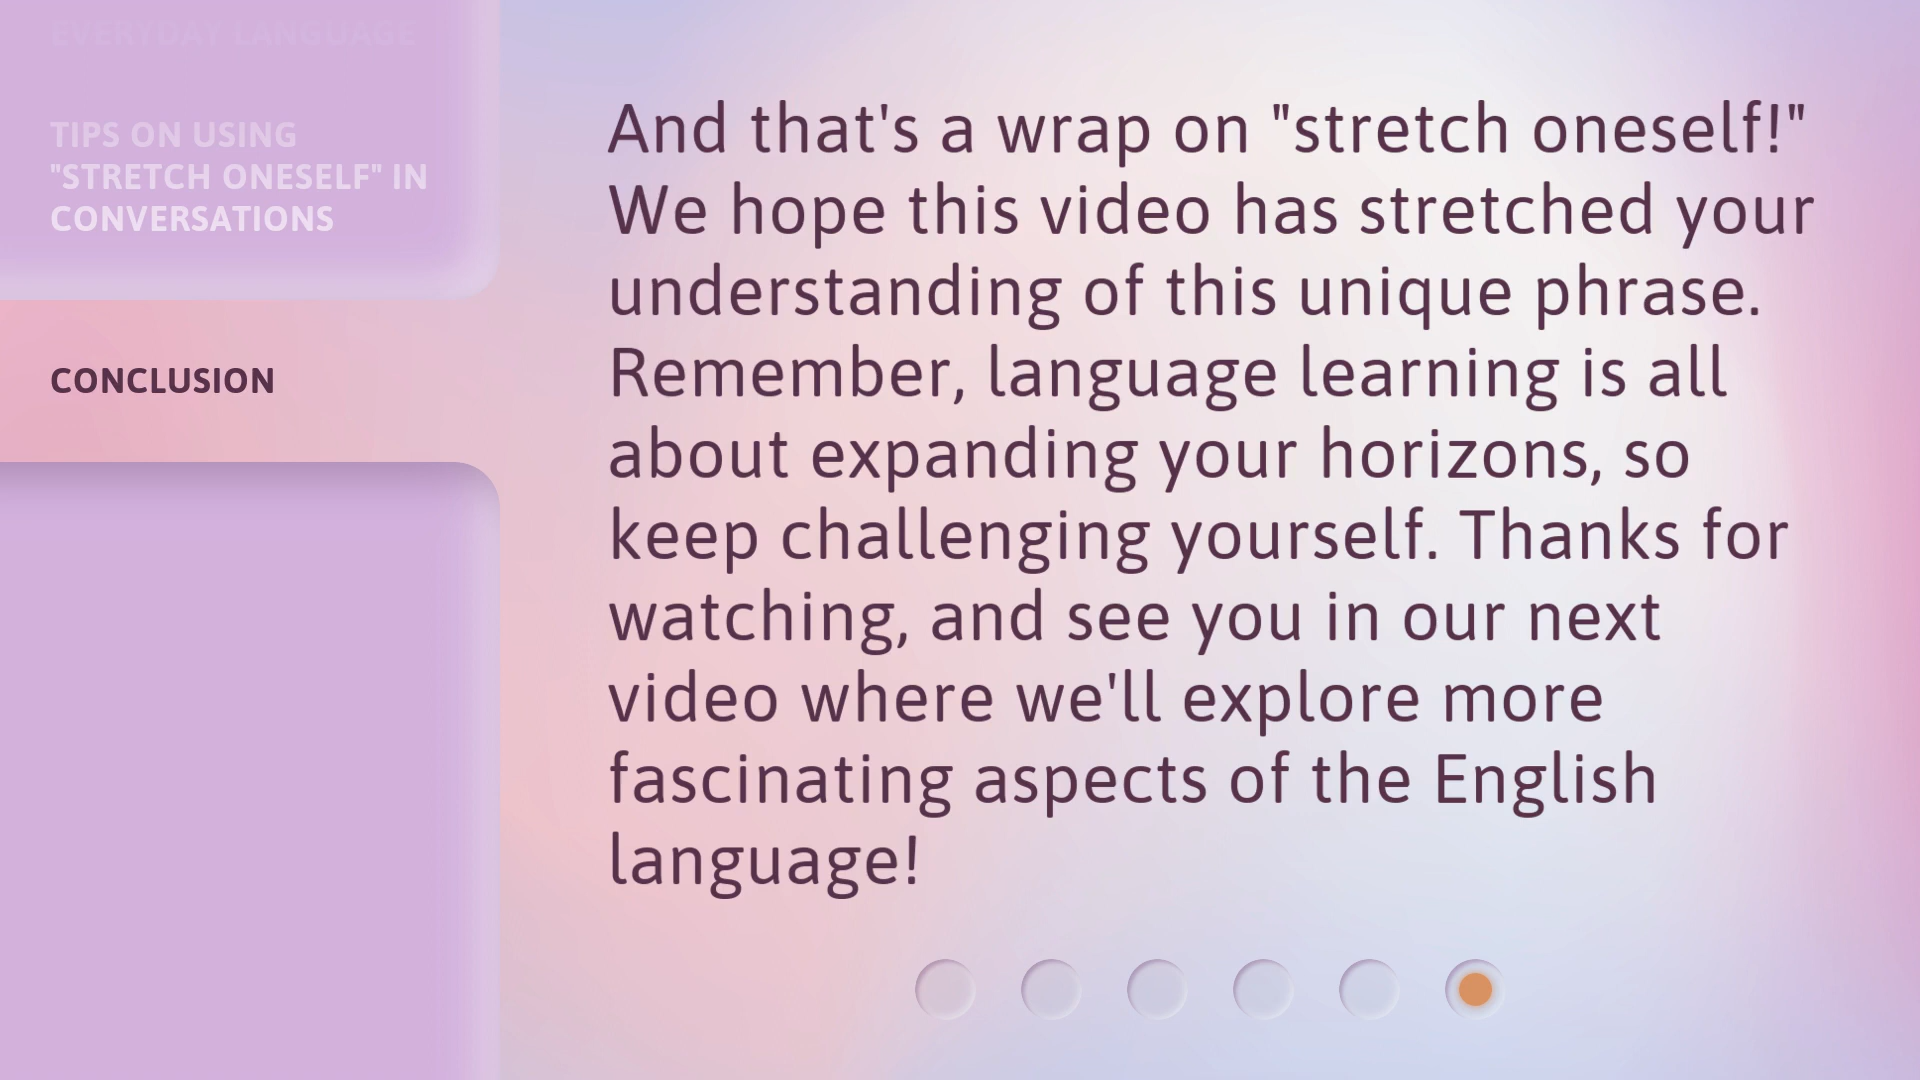 EVERYDAY LANGUAGE
TIPS ON USING
"STRETCH ONESELF" IN
CONVERSATIONS
CONCLUSION
And that's a wrap on "stretch oneself!"
We hope this video has stretched your
understanding of this unique phrase.
Remember, language learning is all
about expanding your horizons, so
keep challenging yourself. Thanks for
watching, and see you in our next
video where we'll explore more
fascinating aspects of the English
language!